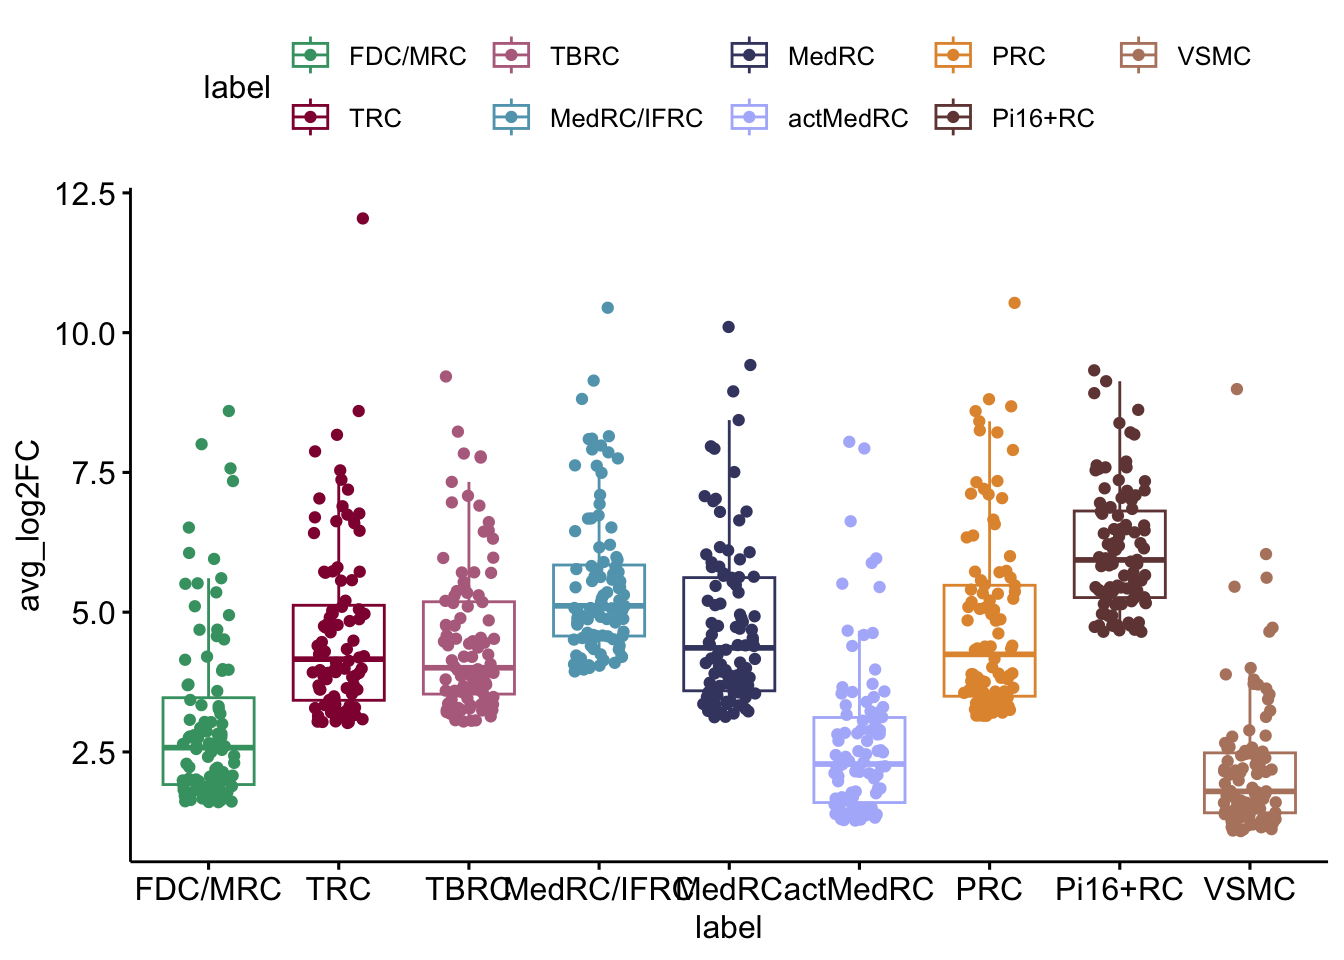 label
FDC/MRC TBRC MedRC PRC VSMC
TRC MedRC/IFRC actMedRC Pi16+RC
12.5
10.0
7.5
5.0
2.5
avg_log2FC
FDC/MRC TRC TBRC MedRC/IFRC MedRC actMedRC PRC Pi16+RC VSMC
label